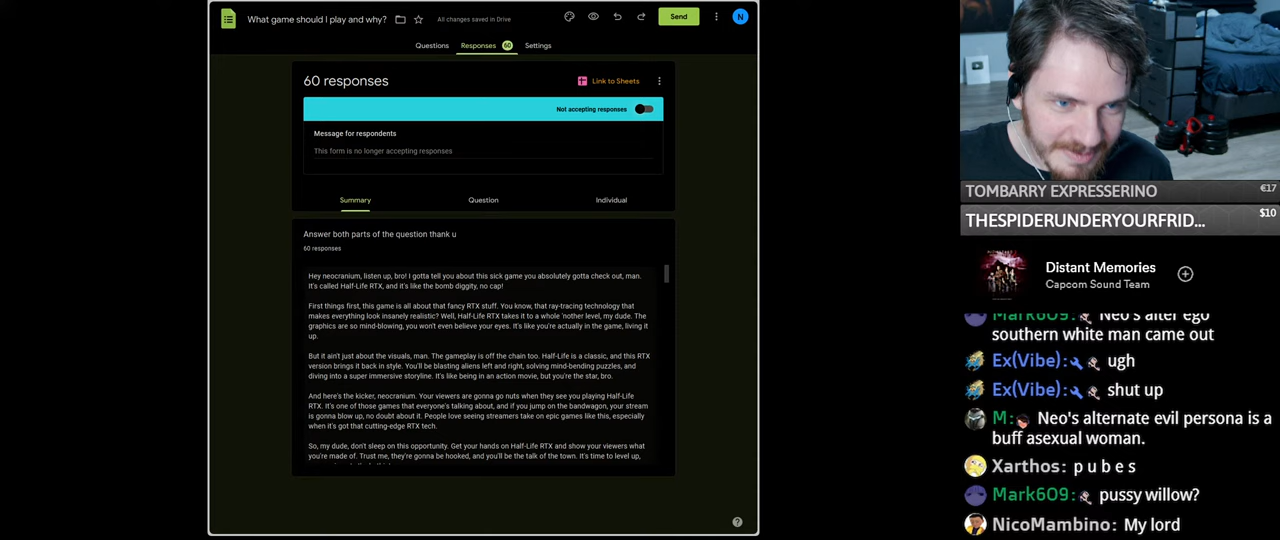 What game should I play and why?
All changes saved in Drive
Send
N
Questions
Responses 60
Settings
60 responses
Link to Sheets
Not accepting responses
Message for respondents
This form is no longer accepting responses
Summary
Question
Individual
Answer both parts of the question thank u
60 responses
Hey neocranium, listen up, bro! I gotta tell you about this sick game you absolutely gotta check out, man.
It's called Half-Life RTX, and it's like the bomb diggity, no cap!
First things first, this game is all about that fancy RTX stuff. You know, that ray-tracing technology that
makes everything look insanely realistic? Well, Half-Life RTX takes it to a whole 'nother level, my dude. The
graphics are so mind-blowing, you won't even believe your eyes. It's like you're actually in the game, living it
up.
But it ain't just about the visuals, man. The gameplay is off the chain too. Half-Life is a classic, and this RTX
version brings it back in style. You'll be blasting aliens left and right, solving mind-bending puzzles, and
diving into a super immersive storyline. It's like being in an action movie, but you're the star, bro.
And here's the kicker, neocranium. Your viewers are gonna go nuts when they see you playing Half-Life
RTX. It's one of those games that everyone's talking about, and if you jump on the bandwagon, your stream
is gonna blow up, no doubt about it. People love seeing streamers take on epic games like this, especially
when it's got that cutting-edge RTX tech.
So, my dude, don't sleep on this opportunity. Get your hands on Half-Life RTX and show your viewers what
you're made of. Trust me, they're gonna be hooked, and you'll be the talk of the town. It's time to level up,
TOMBARRY EXPRESSERINO €17
THESPIDERUNDERYOURFRID... $10
Distant Memories
Capcom Sound Team
Mark609: Neo's alter ego
southern white man came out
Ex(Vibe): ugh
Ex(Vibe): shut up
M: Neo's alternate evil persona is a
buff asexual woman.
Xarthos: p u b e s
Mark609: pussy willow?
NicoMambino: My lord